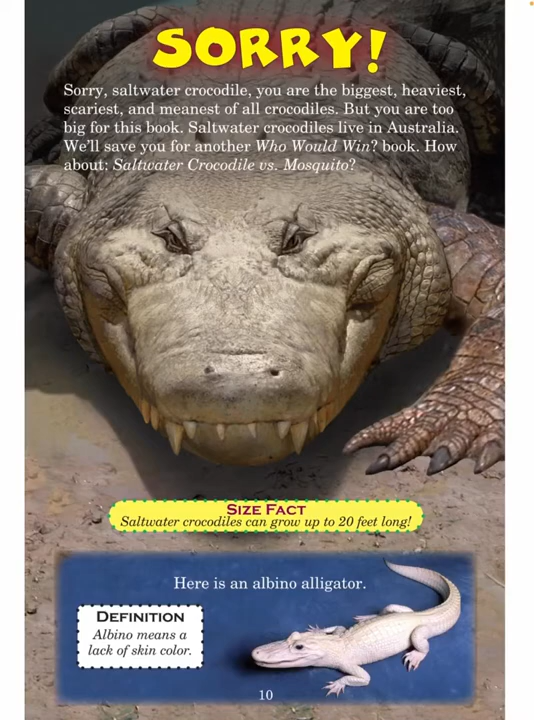 SORRY!
Sorry, saltwater crocodile, you are the biggest, heaviest,
scariest, and meanest of all crocodiles. But you are too
big for this book. Saltwater crocodiles live in Australia.
We'll save you for another Who Would Win? book. How
about: Saltwater Crocodile vs. Mosquito?
SIZE FACT
Saltwater crocodiles can grow up to 20 feet long!
Here is an albino alligator.
DEFINITION
Albino means a
lack of skin color.
10